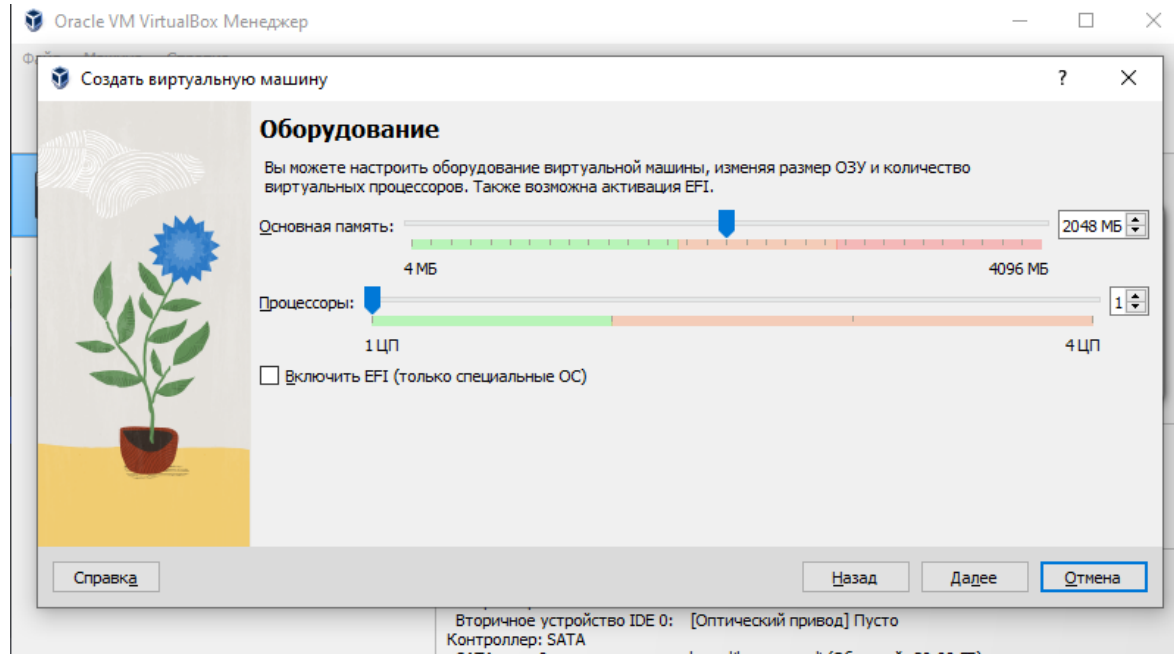 Oracle VM VirtualBox Менеджер
Создать виртуальную машину
?
Оборудование
Вы можете настроить оборудование виртуальной машины, изменяя размер ОЗУ и количество
виртуальных процессоров. Также возможна активация EFI.
Основная память:
2048 МБ
4 МБ
4096 МБ
Процессоры:
1
1 ЦП
4 ЦП
Включить EFI (только специальные ОС)
Справка
Назад
Далее
Отмена
Вторичное устройство IDE 0: [Оптический привод] Пусто
Контроллер: SATA